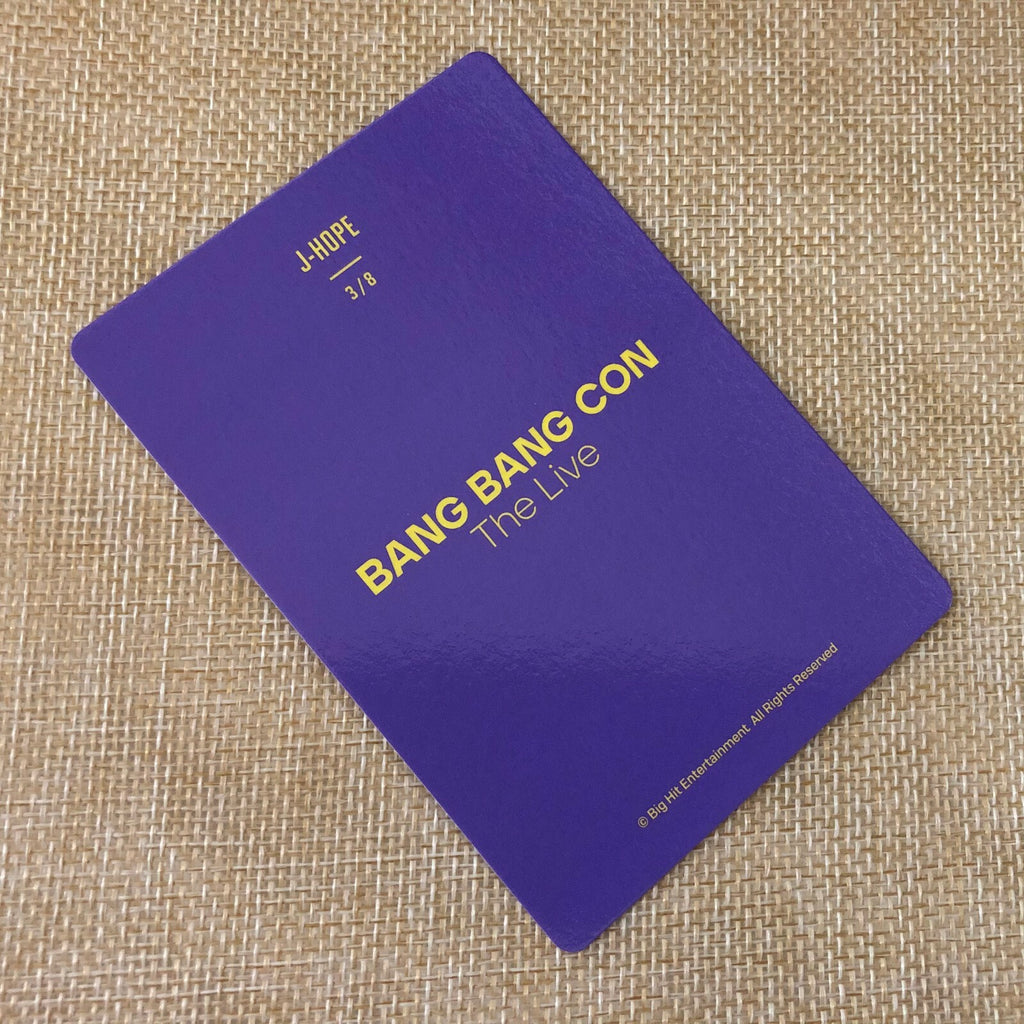 J-HOPE
3/8
BANG BANG CON
The Live
© Big Hit Entertainment. All Rights Reserved